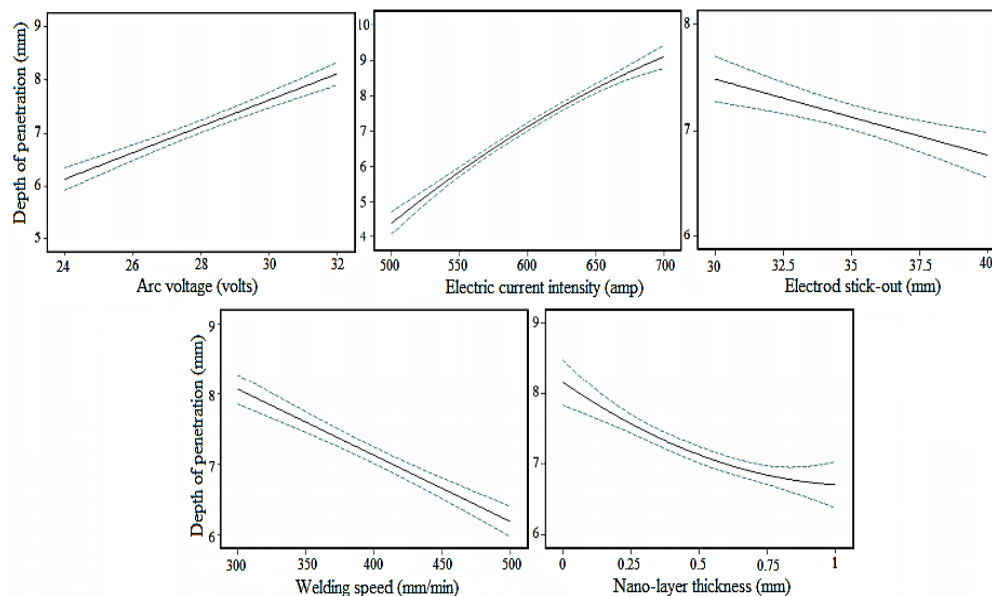 Depth of penetration (mm)
9
8
7
6
5
24 26 28 30 32
Arc voltage (volts)
10
9
8
7
6
5
4
500 550 600 650 700
Electric current intensity (amp)
8
7
6
30 32.5 35 37.5 40
Electrod stick-out (mm)
Depth of penetration (mm)
9
8
7
6
300 350 400 450 500
Welding speed (mm/min)
9
8
7
6
0 0.25 0.5 0.75 1
Nano-layer thickness (mm)